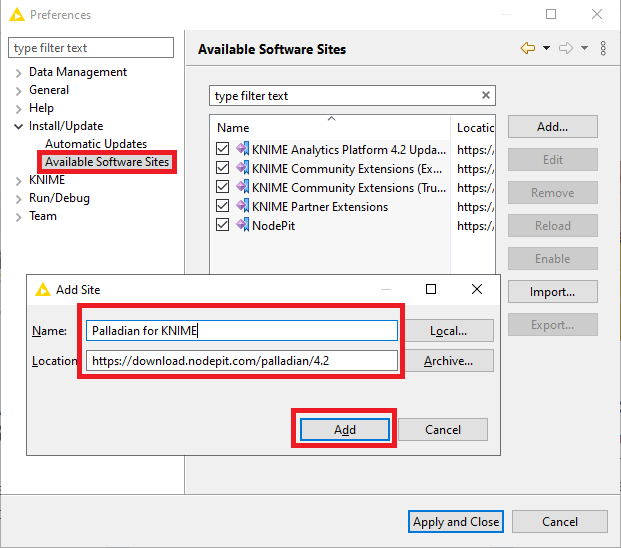 Preferences
type filter text
Data Management
General
Help
Install/Update
Automatic Updates
Available Software Sites
KNIME
Run/Debug
Team
Available Software Sites
type filter text
Name Locatio
KNIME Analytics Platform 4.2 Upda... https:/
KNIME Community Extensions (Ex... https:/
KNIME Community Extensions (Tru... https:/
KNIME Partner Extensions https:/
NodePit https:/
Add...
Edit
Remove
Reload
Enable
Import...
Export...
Add Site
Name: Palladian for KNIME Local...
Location https://download.nodepit.com/palladian/4.2 Archive...
Add Cancel
Apply and Close Cancel